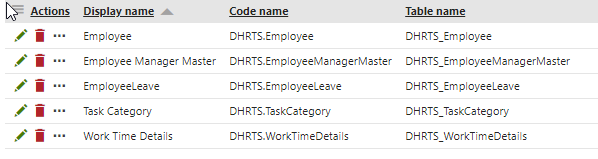 Actions Display name Code name Table name
Employee DHRTS.Employee DHRTS_Employee
Employee Manager Master DHRTS.EmployeeManagerMaster DHRTS_EmployeeManagerMaster
EmployeeLeave DHRTS.EmployeeLeave DHRTS_EmployeeLeave
Task Category DHRTS.TaskCategory DHRTS_TaskCategory
Work Time Details DHRTS.WorkTimeDetails DHRTS_WorkTimeDetails